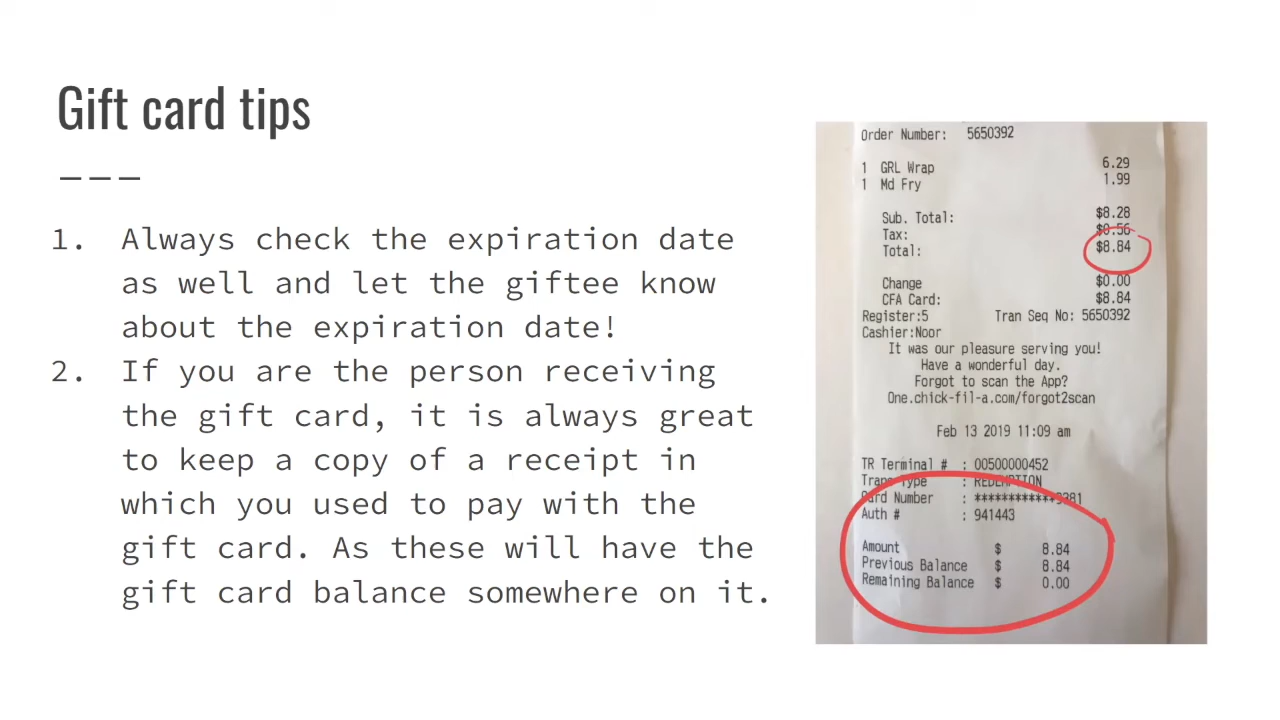 Gift card tips
1. Always check the expiration date
as well and let the giftee know
about the expiration date!
2. If you are the person receiving
the gift card, it is always great
to keep a copy of a receipt in
which you used to pay with the
gift card. As these will have the
gift card balance somewhere on it.
Order Number: 5650392
1 GRL Wrap 6.29
1 Md Fry 1.99
Sub. Total: $8.28
Tax: $0.56
Total: $8.84
Change $0.00
CFA Card: $8.84
Register:5 Tran Seq No: 5650392
Cashier:Noor
It was our pleasure serving you!
Have a wonderful day.
Forgot to scan the App?
One.chick-fil-a.com/forgot2scan
Feb 13 2019 11:09 am
TR Terminal # : 00500000452
Trans Type : REDEMPTION
Card Number :
Auth # : 941443
Amount $ 8.84
Previous Balance $ 8.84
Remaining Balance $ 0.00